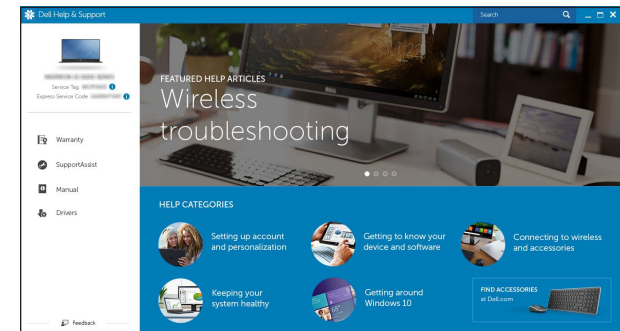 Dell Help & Support
Search
Service Tag
Express Service Code
Warranty
SupportAssist
Manual
Drivers
Feedback
FEATURED HELP ARTICLES
Wireless
troubleshooting
HELP CATEGORIES
Setting up account
and personalization
Getting to know your
device and software
Connecting to wireless
and accessories
Keeping your
system healthy
Getting around
Windows 10
FIND ACCESSORIES
at Dell.com